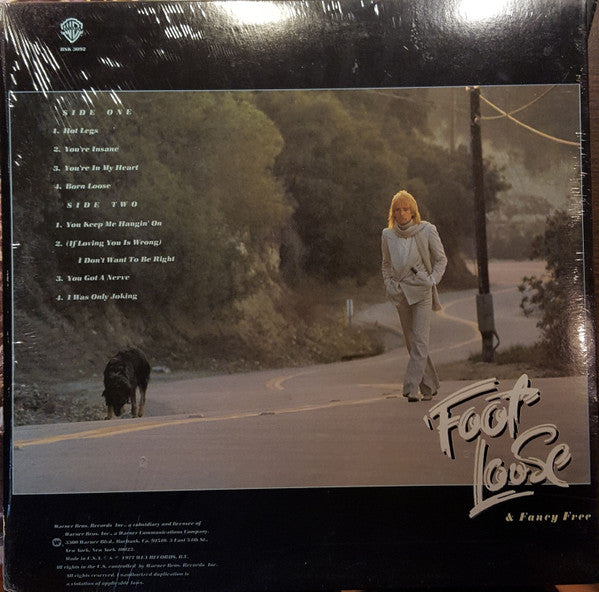 BSK 3092
SIDE ONE
1. Hot Legs
2. You're Insane
3. You're In My Heart
4. Born Loose
SIDE TWO
1. You Keep Me Hangin' On
2. (If Loving You Is Wrong)
I Don't Want To Be Right
3. You Got A Nerve
4. I Was Only Joking
Foot
Loose
& Fancy Free
Warner Bros. Records Inc., a subsidiary and licensee of
Warner Bros. Inc., a Warner Communications Company.
3300 Warner Blvd., Burbank, Ca. 91510. 3 East 54th St.,
New York, New York 10022.
Made in U.S.A. © ℗ 1977 WEA RECORDS, B.V.
All rights in the U.S. controlled by Warner Bros. Records Inc.
All rights reserved. Unauthorized duplication is
a violation of applicable laws.